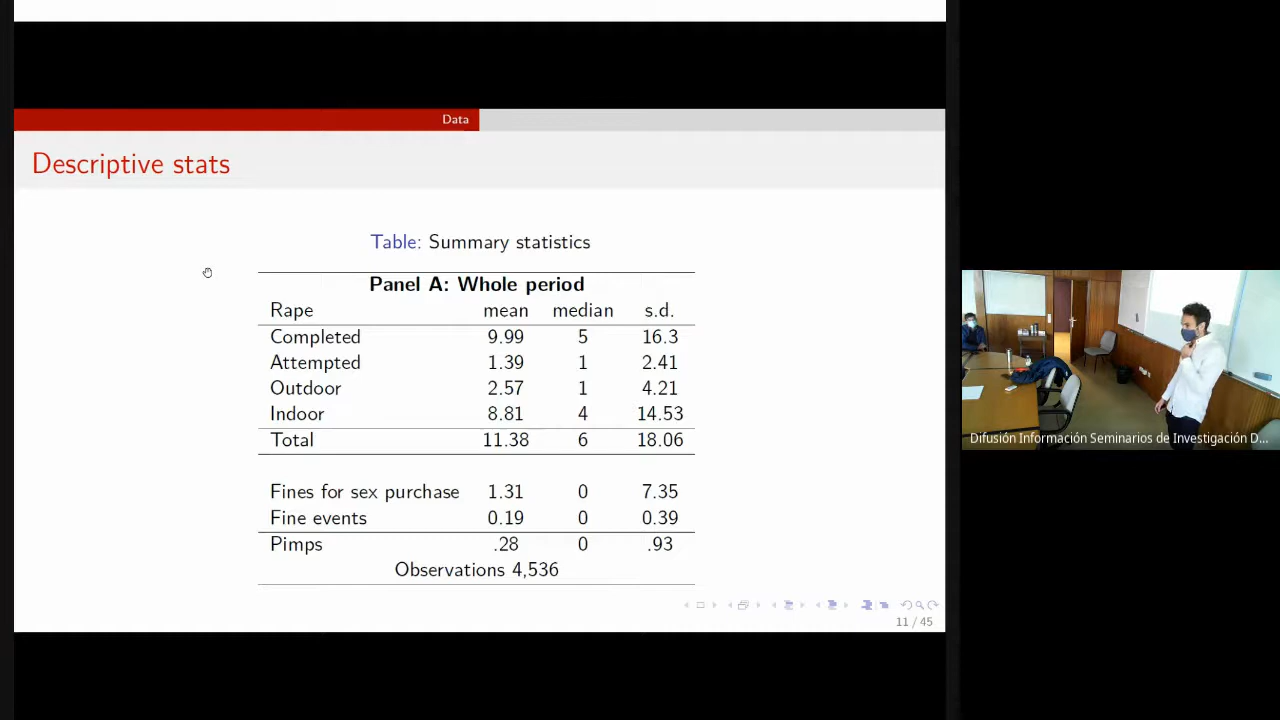 Data
Descriptive stats
Table: Summary statistics
Panel A: Whole period
Rape mean median s.d.
Completed 9.99 5 16.3
Attempted 1.39 1 2.41
Outdoor 2.57 1 4.21
Indoor 8.81 4 14.53
Total 11.38 6 18.06
Fines for sex purchase 1.31 0 7.35
Fine events 0.19 0 0.39
Pimps .28 0 .93
Observations 4,536
11 / 45
Difusión Información Seminarios de Investigación D...